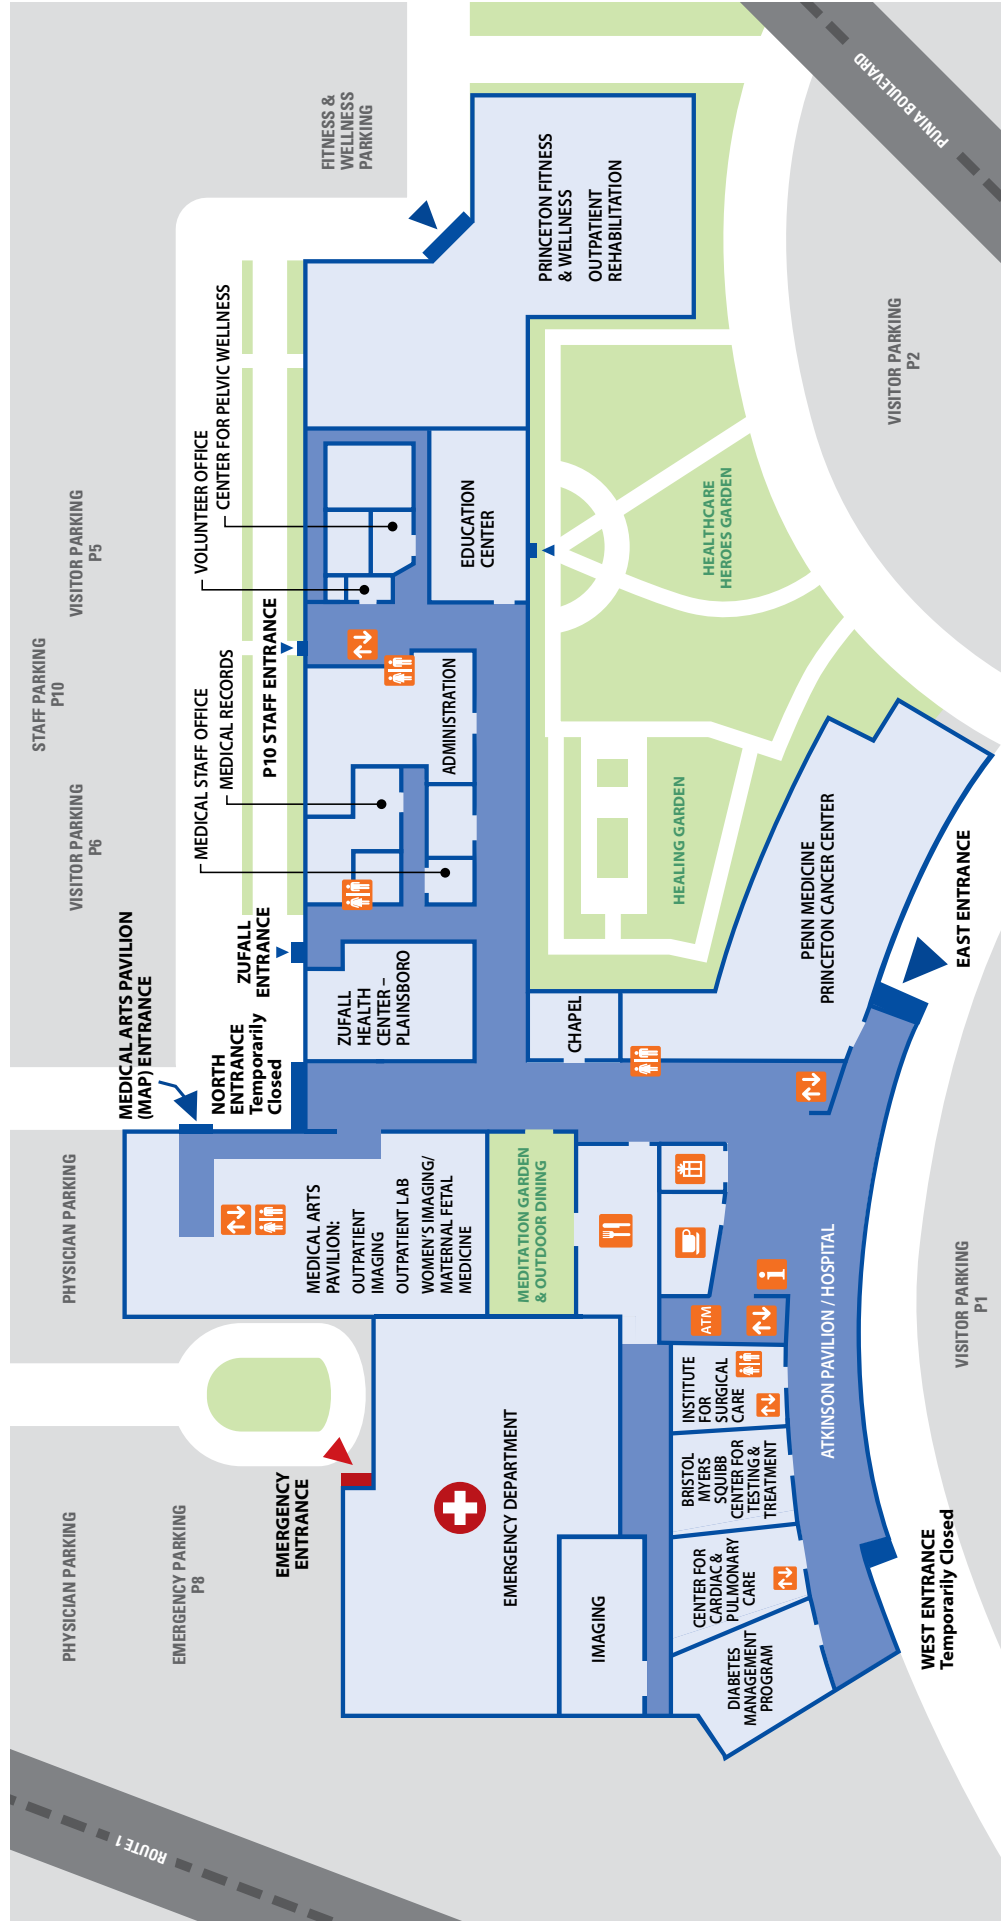 PUNIA BOULEVARD
FITNESS &
WELLNESS
PARKING
PRINCETON FITNESS
& WELLNESS
OUTPATIENT
REHABILITATION
VISITOR PARKING
P2
CENTER FOR PELVIC WELLNESS
VOLUNTEER OFFICE
VISITOR PARKING
P5
EDUCATION
CENTER
HEALTHCARE
HEROES GARDEN
STAFF PARKING
P10
P10 STAFF ENTRANCE
MEDICAL RECORDS
MEDICAL STAFF OFFICE
ADMINISTRATION
VISITOR PARKING
P6
HEALING GARDEN
PENN MEDICINE
PRINCETON CANCER CENTER
EAST ENTRANCE
ZUFALL
ENTRANCE
ZUFALL
HEALTH
CENTER –
PLAINSBORO
CHAPEL
MEDICAL ARTS PAVILION
(MAP) ENTRANCE
NORTH
ENTRANCE
Temporarily
Closed
PHYSICIAN PARKING
MEDICAL ARTS
PAVILION:
OUTPATIENT
IMAGING
OUTPATIENT LAB
WOMEN'S IMAGING/
MATERNAL FETAL
MEDICINE
MEDITATION GARDEN
& OUTDOOR DINING
i
ATM
ATKINSON PAVILION / HOSPITAL
VISITOR PARKING
P1
INSTITUTE
FOR
SURGICAL
CARE
BRISTOL
MYERS
SQUIBB
CENTER FOR
TESTING &
TREATMENT
CENTER FOR
CARDIAC &
PULMONARY
CARE
DIABETES
MANAGEMENT
PROGRAM
EMERGENCY
ENTRANCE
EMERGENCY DEPARTMENT
IMAGING
PHYSICIAN PARKING
EMERGENCY PARKING
P8
WEST ENTRANCE
Temporarily Closed
ROUTE 1